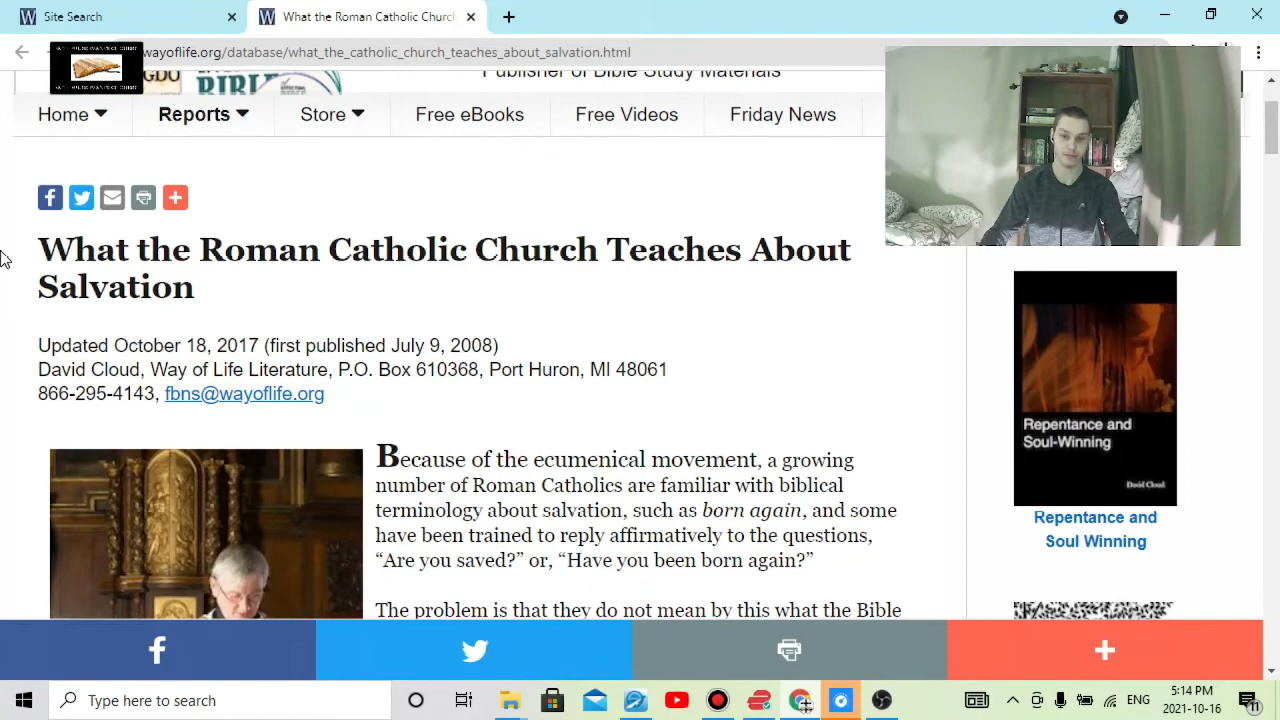 Site Search
What the Roman Catholic Church
wayoflife.org/database/what_the_catholic_church_teaches_about_salvation.html
BIBLE
Publisher of Bible Study Materials
Home
Reports
Store
Free eBooks
Free Videos
Friday News
What the Roman Catholic Church Teaches About
Salvation
Updated October 18, 2017 (first published July 9, 2008)
David Cloud, Way of Life Literature, P.O. Box 610368, Port Huron, MI 48061
866-295-4143, fbns@wayoflife.org
Because of the ecumenical movement, a growing
number of Roman Catholics are familiar with biblical
terminology about salvation, such as born again, and some
have been trained to reply affirmatively to the questions,
“Are you saved?” or, “Have you been born again?”
The problem is that they do not mean by this what the Bible
Repentance and
Soul-Winning
David Cloud
Repentance and
Soul Winning
Type here to search
ENG
5:14 PM
2021-10-16